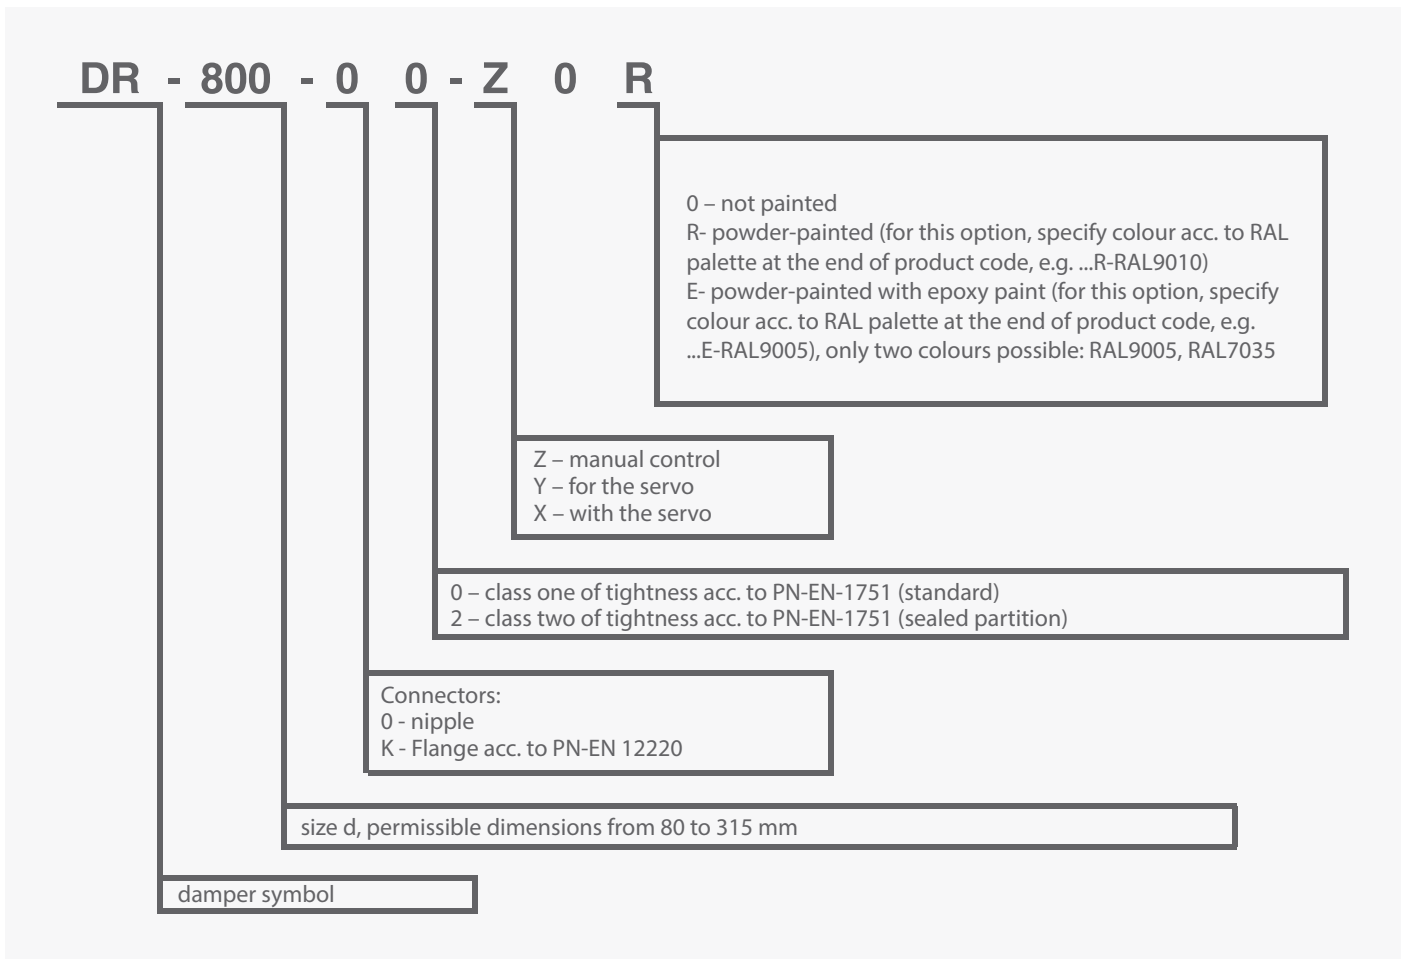 DR - 800 - 0 0 - Z 0 R
0 – not painted
R- powder-painted (for this option, specify colour acc. to RAL
palette at the end of product code, e.g. ...R-RAL9010)
E- powder-painted with epoxy paint (for this option, specify
colour acc. to RAL palette at the end of product code, e.g.
...E-RAL9005), only two colours possible: RAL9005, RAL7035
Z – manual control
Y – for the servo
X – with the servo
0 – class one of tightness acc. to PN-EN-1751 (standard)
2 – class two of tightness acc. to PN-EN-1751 (sealed partition)
Connectors:
0 - nipple
K - Flange acc. to PN-EN 12220
size d, permissible dimensions from 80 to 315 mm
damper symbol